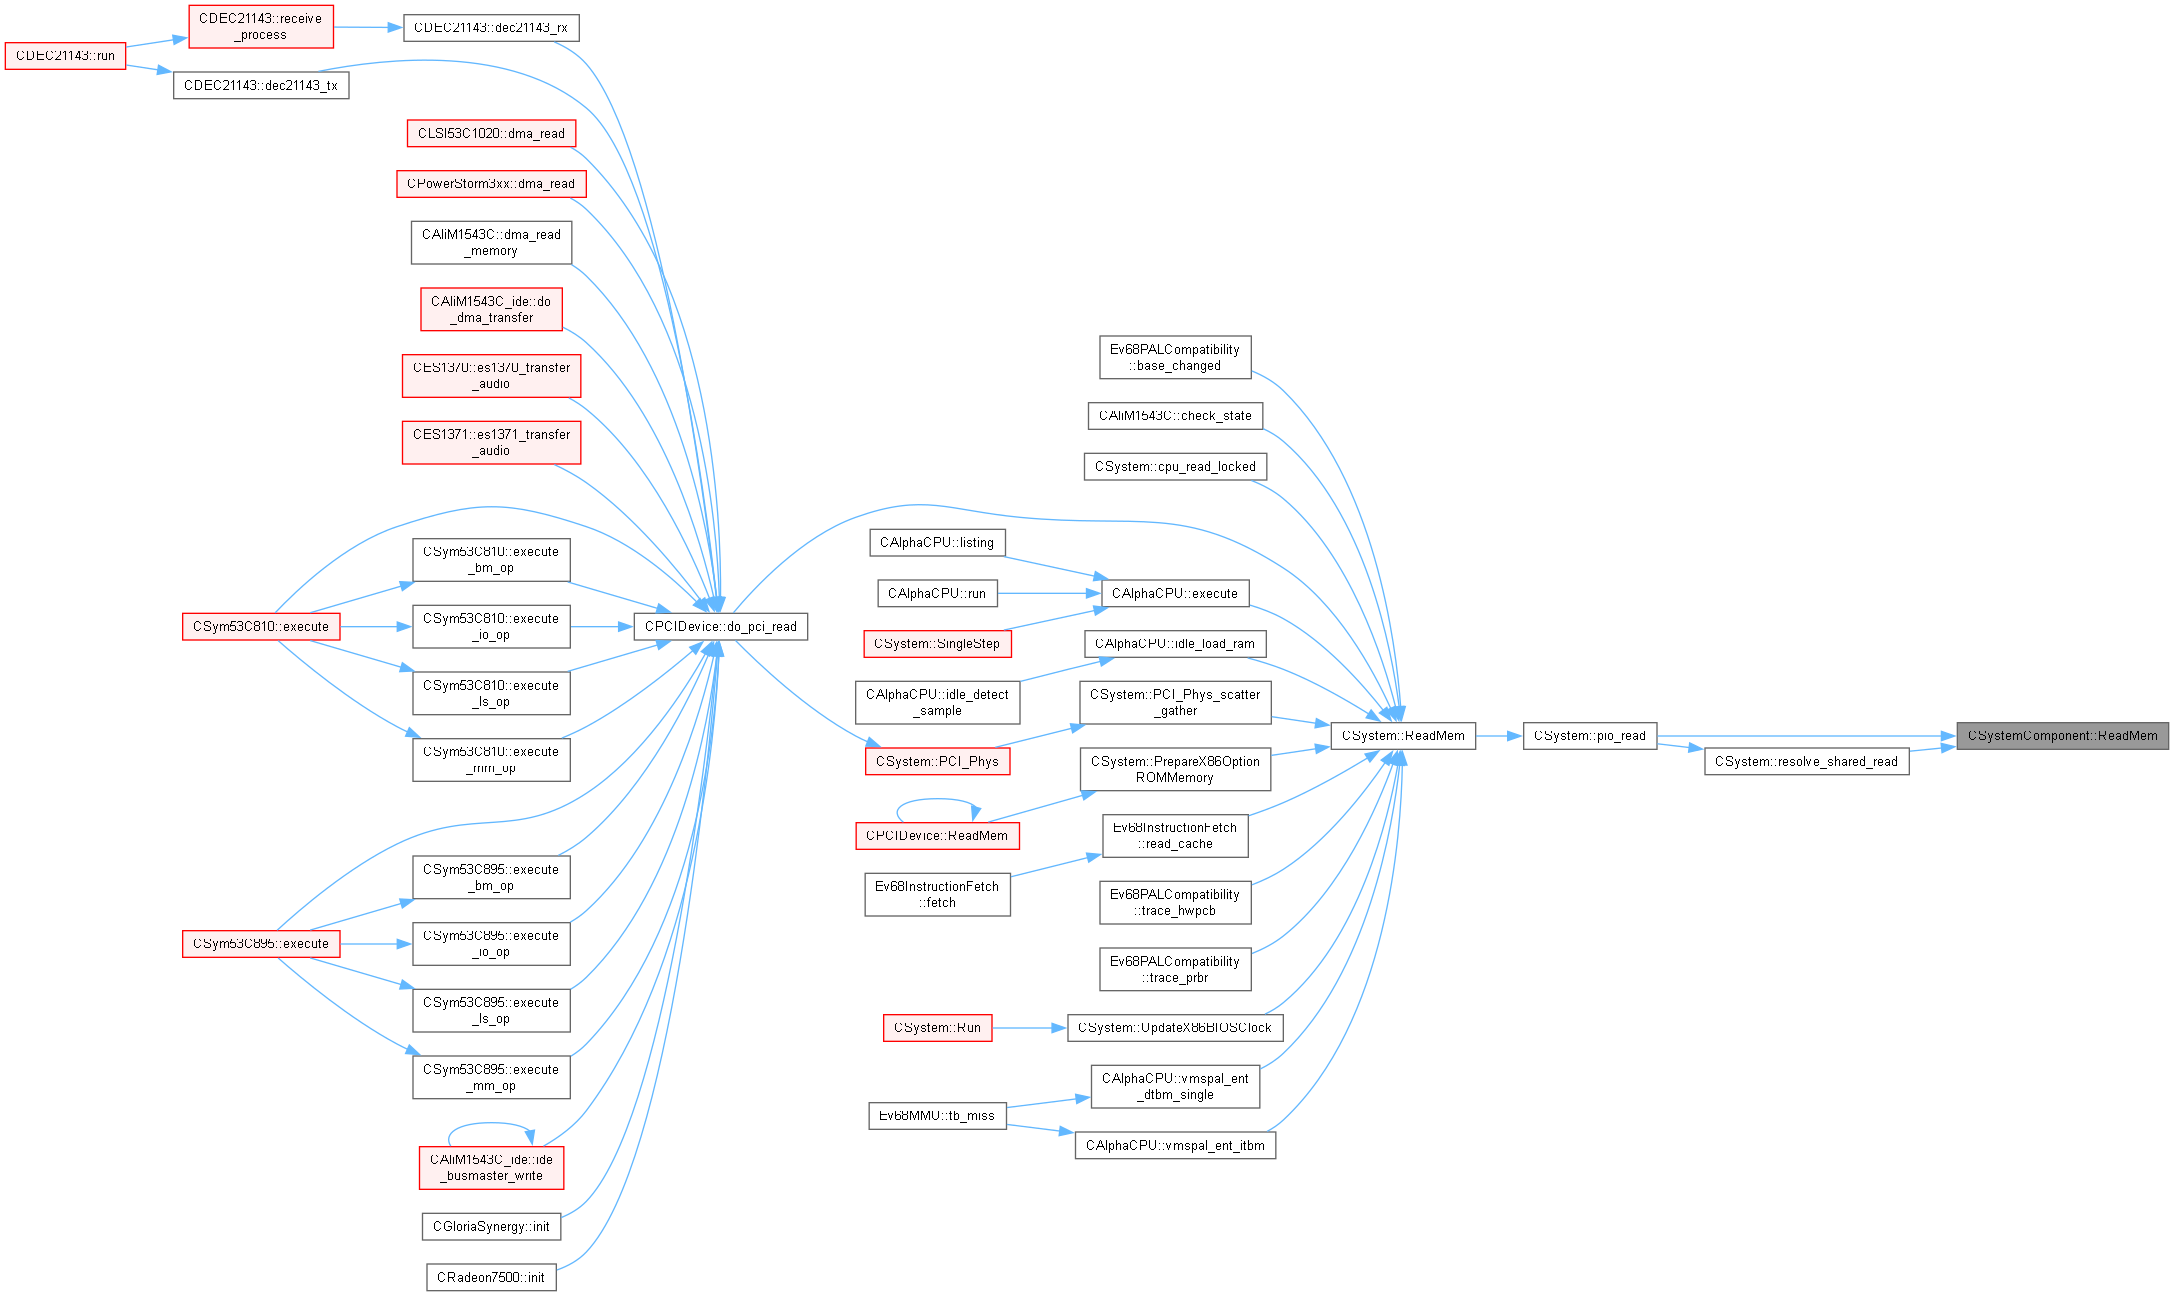 CDEC21143::run
CDEC21143::receive
_process
CDEC21143::dec21143_tx
CDEC21143::dec21143_rx
CLSI53C1020::dma_read
CPowerStorm3xx::dma_read
CAliM1543C::dma_read
_memory
CAliM1543C_ide::do
_dma_transfer
CES1370::es1370_transfer
_audio
CES1371::es1371_transfer
_audio
CSym53C810::execute
CSym53C810::execute
_bm_op
CSym53C810::execute
_io_op
CSym53C810::execute
_ls_op
CSym53C810::execute
_mm_op
CSym53C895::execute
CSym53C895::execute
_bm_op
CSym53C895::execute
_io_op
CSym53C895::execute
_ls_op
CSym53C895::execute
_mm_op
CAliM1543C_ide::ide
_busmaster_write
CGloriaSynergy::init
CRadeon7500::init
CPCIDevice::do_pci_read
CAlphaCPU::listing
CAlphaCPU::run
CSystem::SingleStep
CAlphaCPU::idle_detect
_sample
CSystem::PCI_Phys
CPCIDevice::ReadMem
Ev68InstructionFetch
::fetch
CSystem::Run
Ev68MMU::tb_miss
Ev68PALCompatibility
::base_changed
CAliM1543C::check_state
CSystem::cpu_read_locked
CAlphaCPU::execute
CAlphaCPU::idle_load_ram
CSystem::PCI_Phys_scatter
_gather
CSystem::PrepareX86Option
ROMMemory
Ev68InstructionFetch
::read_cache
Ev68PALCompatibility
::trace_hwpcb
Ev68PALCompatibility
::trace_prbr
CSystem::UpdateX86BIOSClock
CAlphaCPU::vmspal_ent
_dtbm_single
CAlphaCPU::vmspal_ent_itbm
CSystem::ReadMem
CSystem::pio_read
CSystem::resolve_shared_read
CSystemComponent::ReadMem